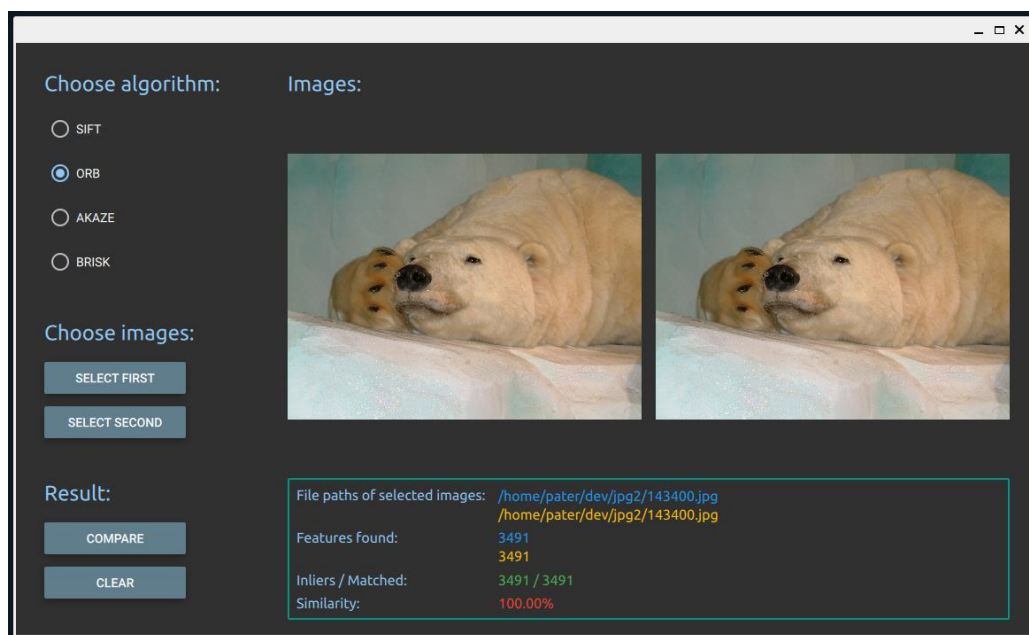 Choose algorithm:
SIFT
ORB
AKAZE
BRISK
Choose images:
SELECT FIRST
SELECT SECOND
Result:
COMPARE
CLEAR
Images:
File paths of selected images: /home/pater/dev/jpg2/143400.jpg
/home/pater/dev/jpg2/143400.jpg
Features found: 3491
3491
Inliers / Matched: 3491 / 3491
Similarity: 100.00%